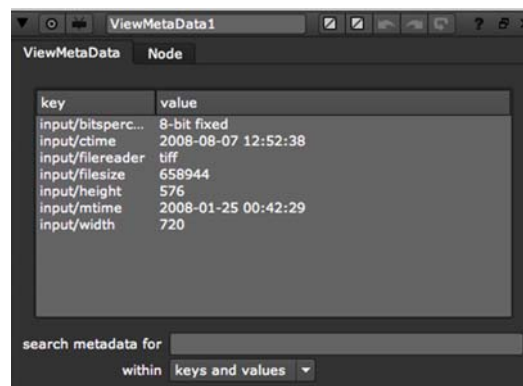 ViewMetaData1 ?
ViewMetaData Node
key value
input/bitsperc... 8-bit fixed
input/ctime 2008-08-07 12:52:38
input/filereader tiff
input/filesize 658944
input/height 576
input/mtime 2008-01-25 00:42:29
input/width 720
search metadata for
within keys and values